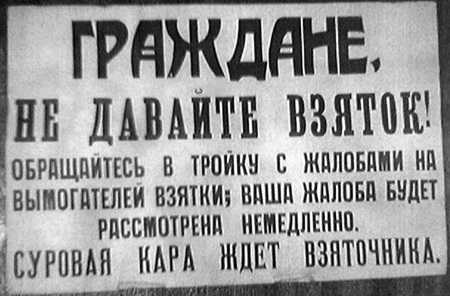 ГРАЖДАНЕ,
НЕ ДАВАЙТЕ ВЗЯТОК!
ОБРАЩАЙТЕСЬ В ТРОЙКУ С ЖАЛОБАМИ НА
ВЫМОГАТЕЛЕЙ ВЗЯТКИ; ВАША ЖАЛОБА БУДЕТ
РАССМОТРЕНА НЕМЕДЛЕННО.
СУРОВАЯ КАРА ЖДЕТ ВЗЯТОЧНИКА.